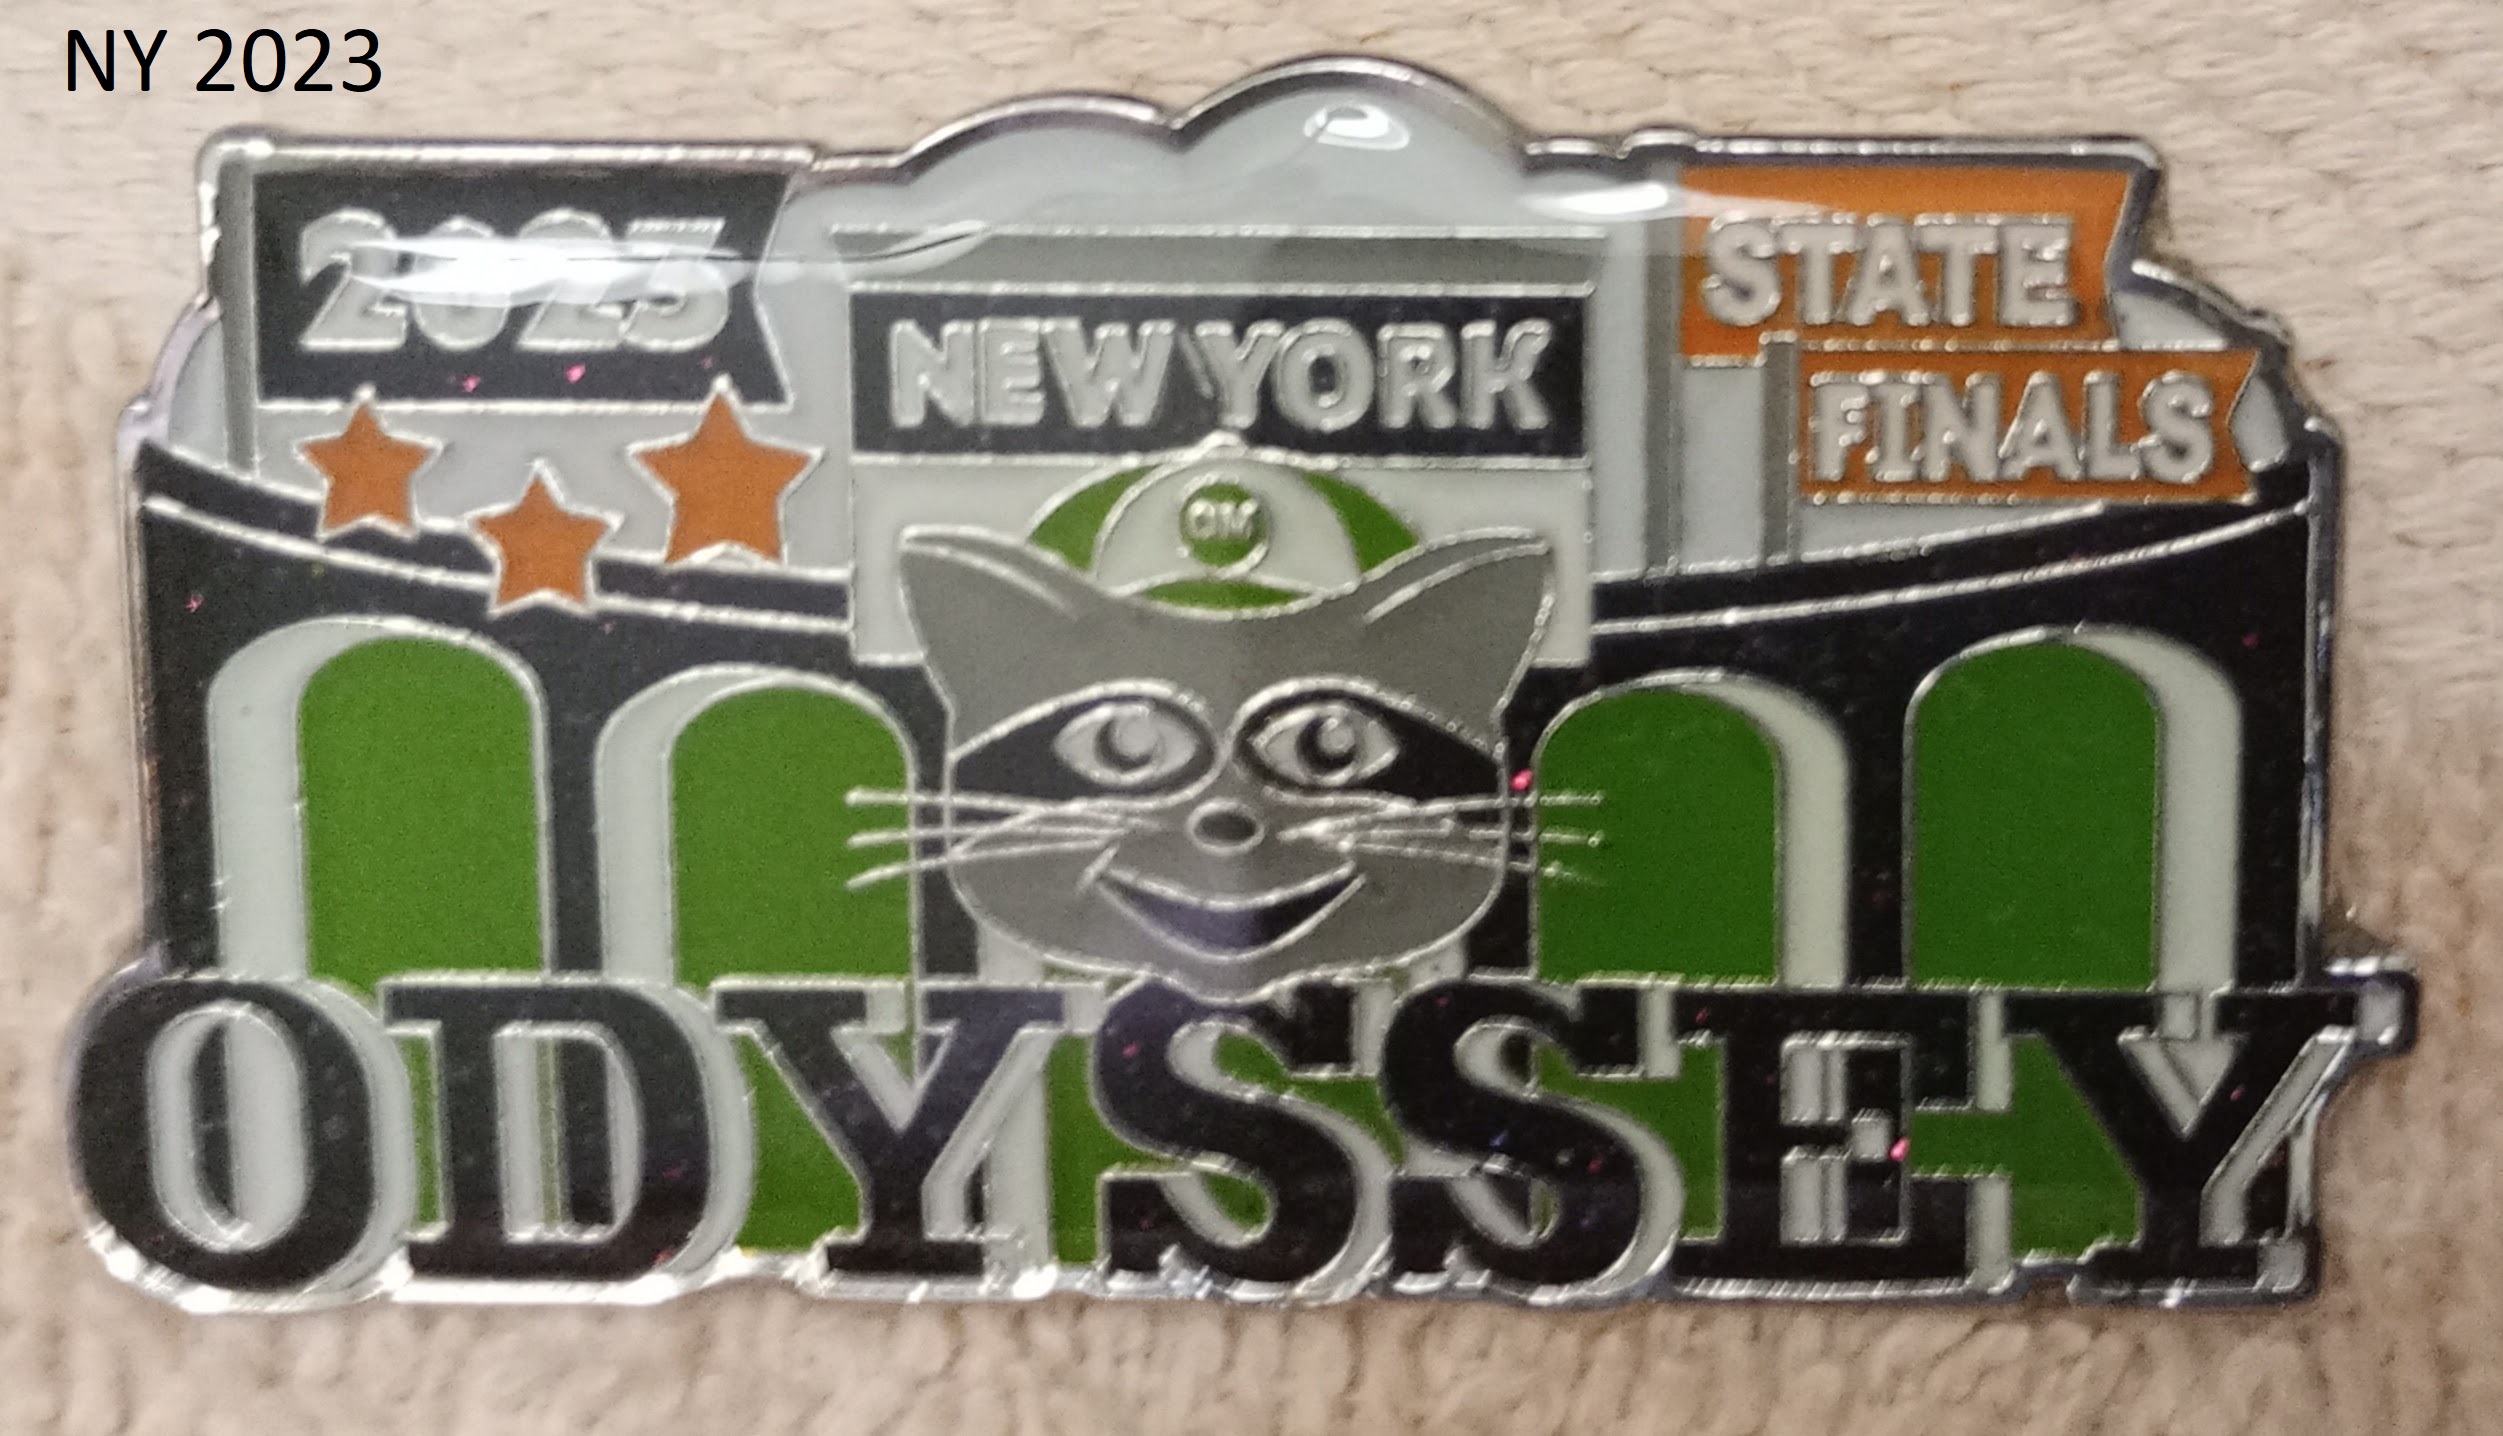 NY 2023
2023
STATE
FINALS
NEW YORK
OM
ODYSSEY